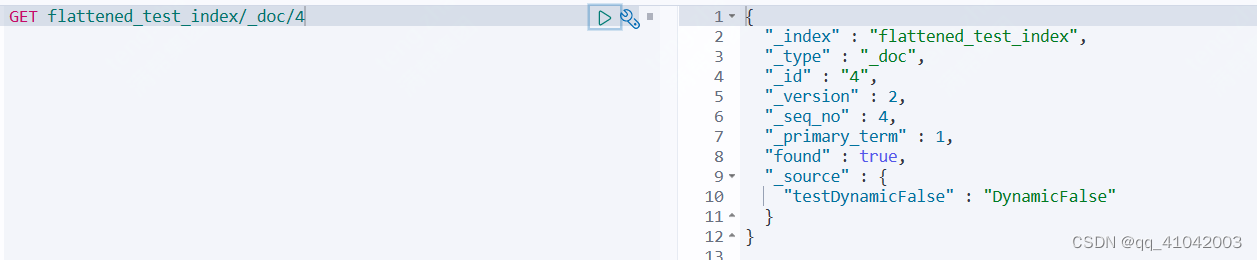 GET flattened_test_index/_doc/4
1 {
2 "_index" : "flattened_test_index",
3 "_type" : "_doc",
4 "_id" : "4",
5 "_version" : 2,
6 "_seq_no" : 4,
7 "_primary_term" : 1,
8 "found" : true,
9 "_source" : {
10 "testDynamicFalse" : "DynamicFalse"
11 }
12 }
13
CSDN @qq_41042003